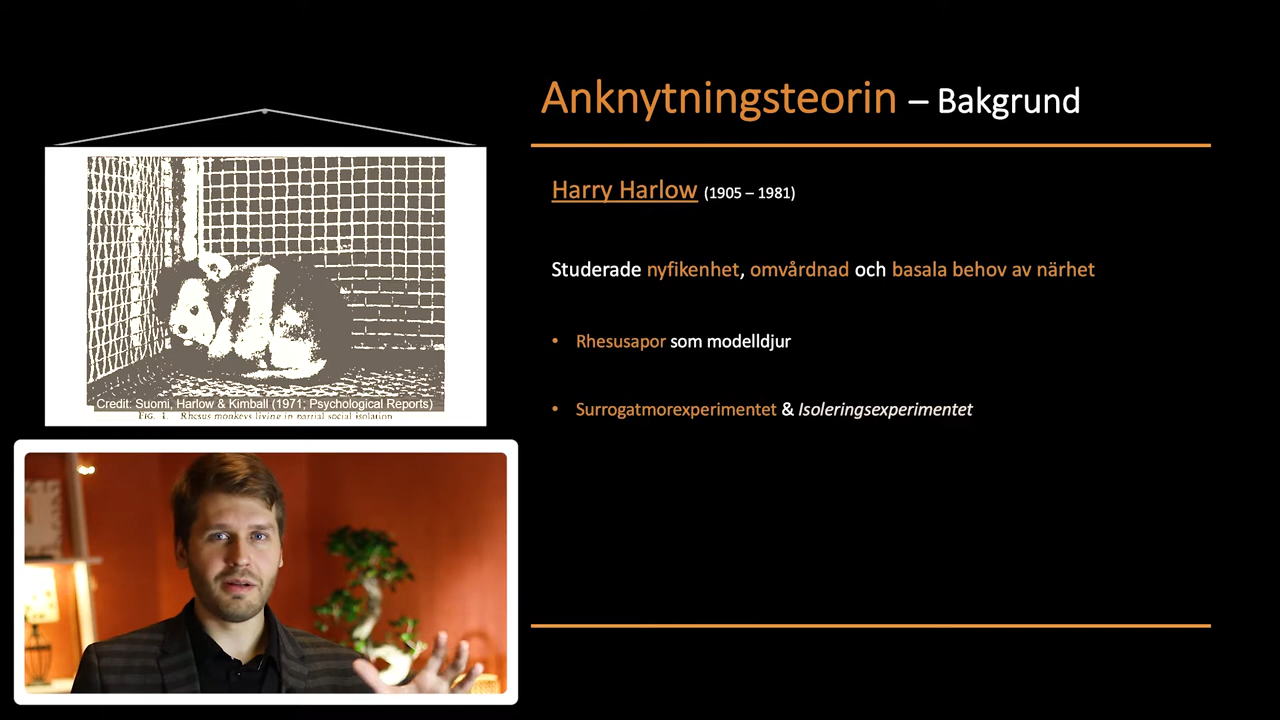 Anknytningsteorin – Bakgrund
Harry Harlow (1905 – 1981)
Studerade nyfikenhet, omvårdnad och basala behov av närhet
• Rhesusapor som modelldjur
• Surrogatmorexperimentet & Isoleringsexperimentet
Credit: Suomi, Harlow & Kimball (1971; Psychological Reports)
FIG. 1. Rhesus monkeys living in partial social isolation